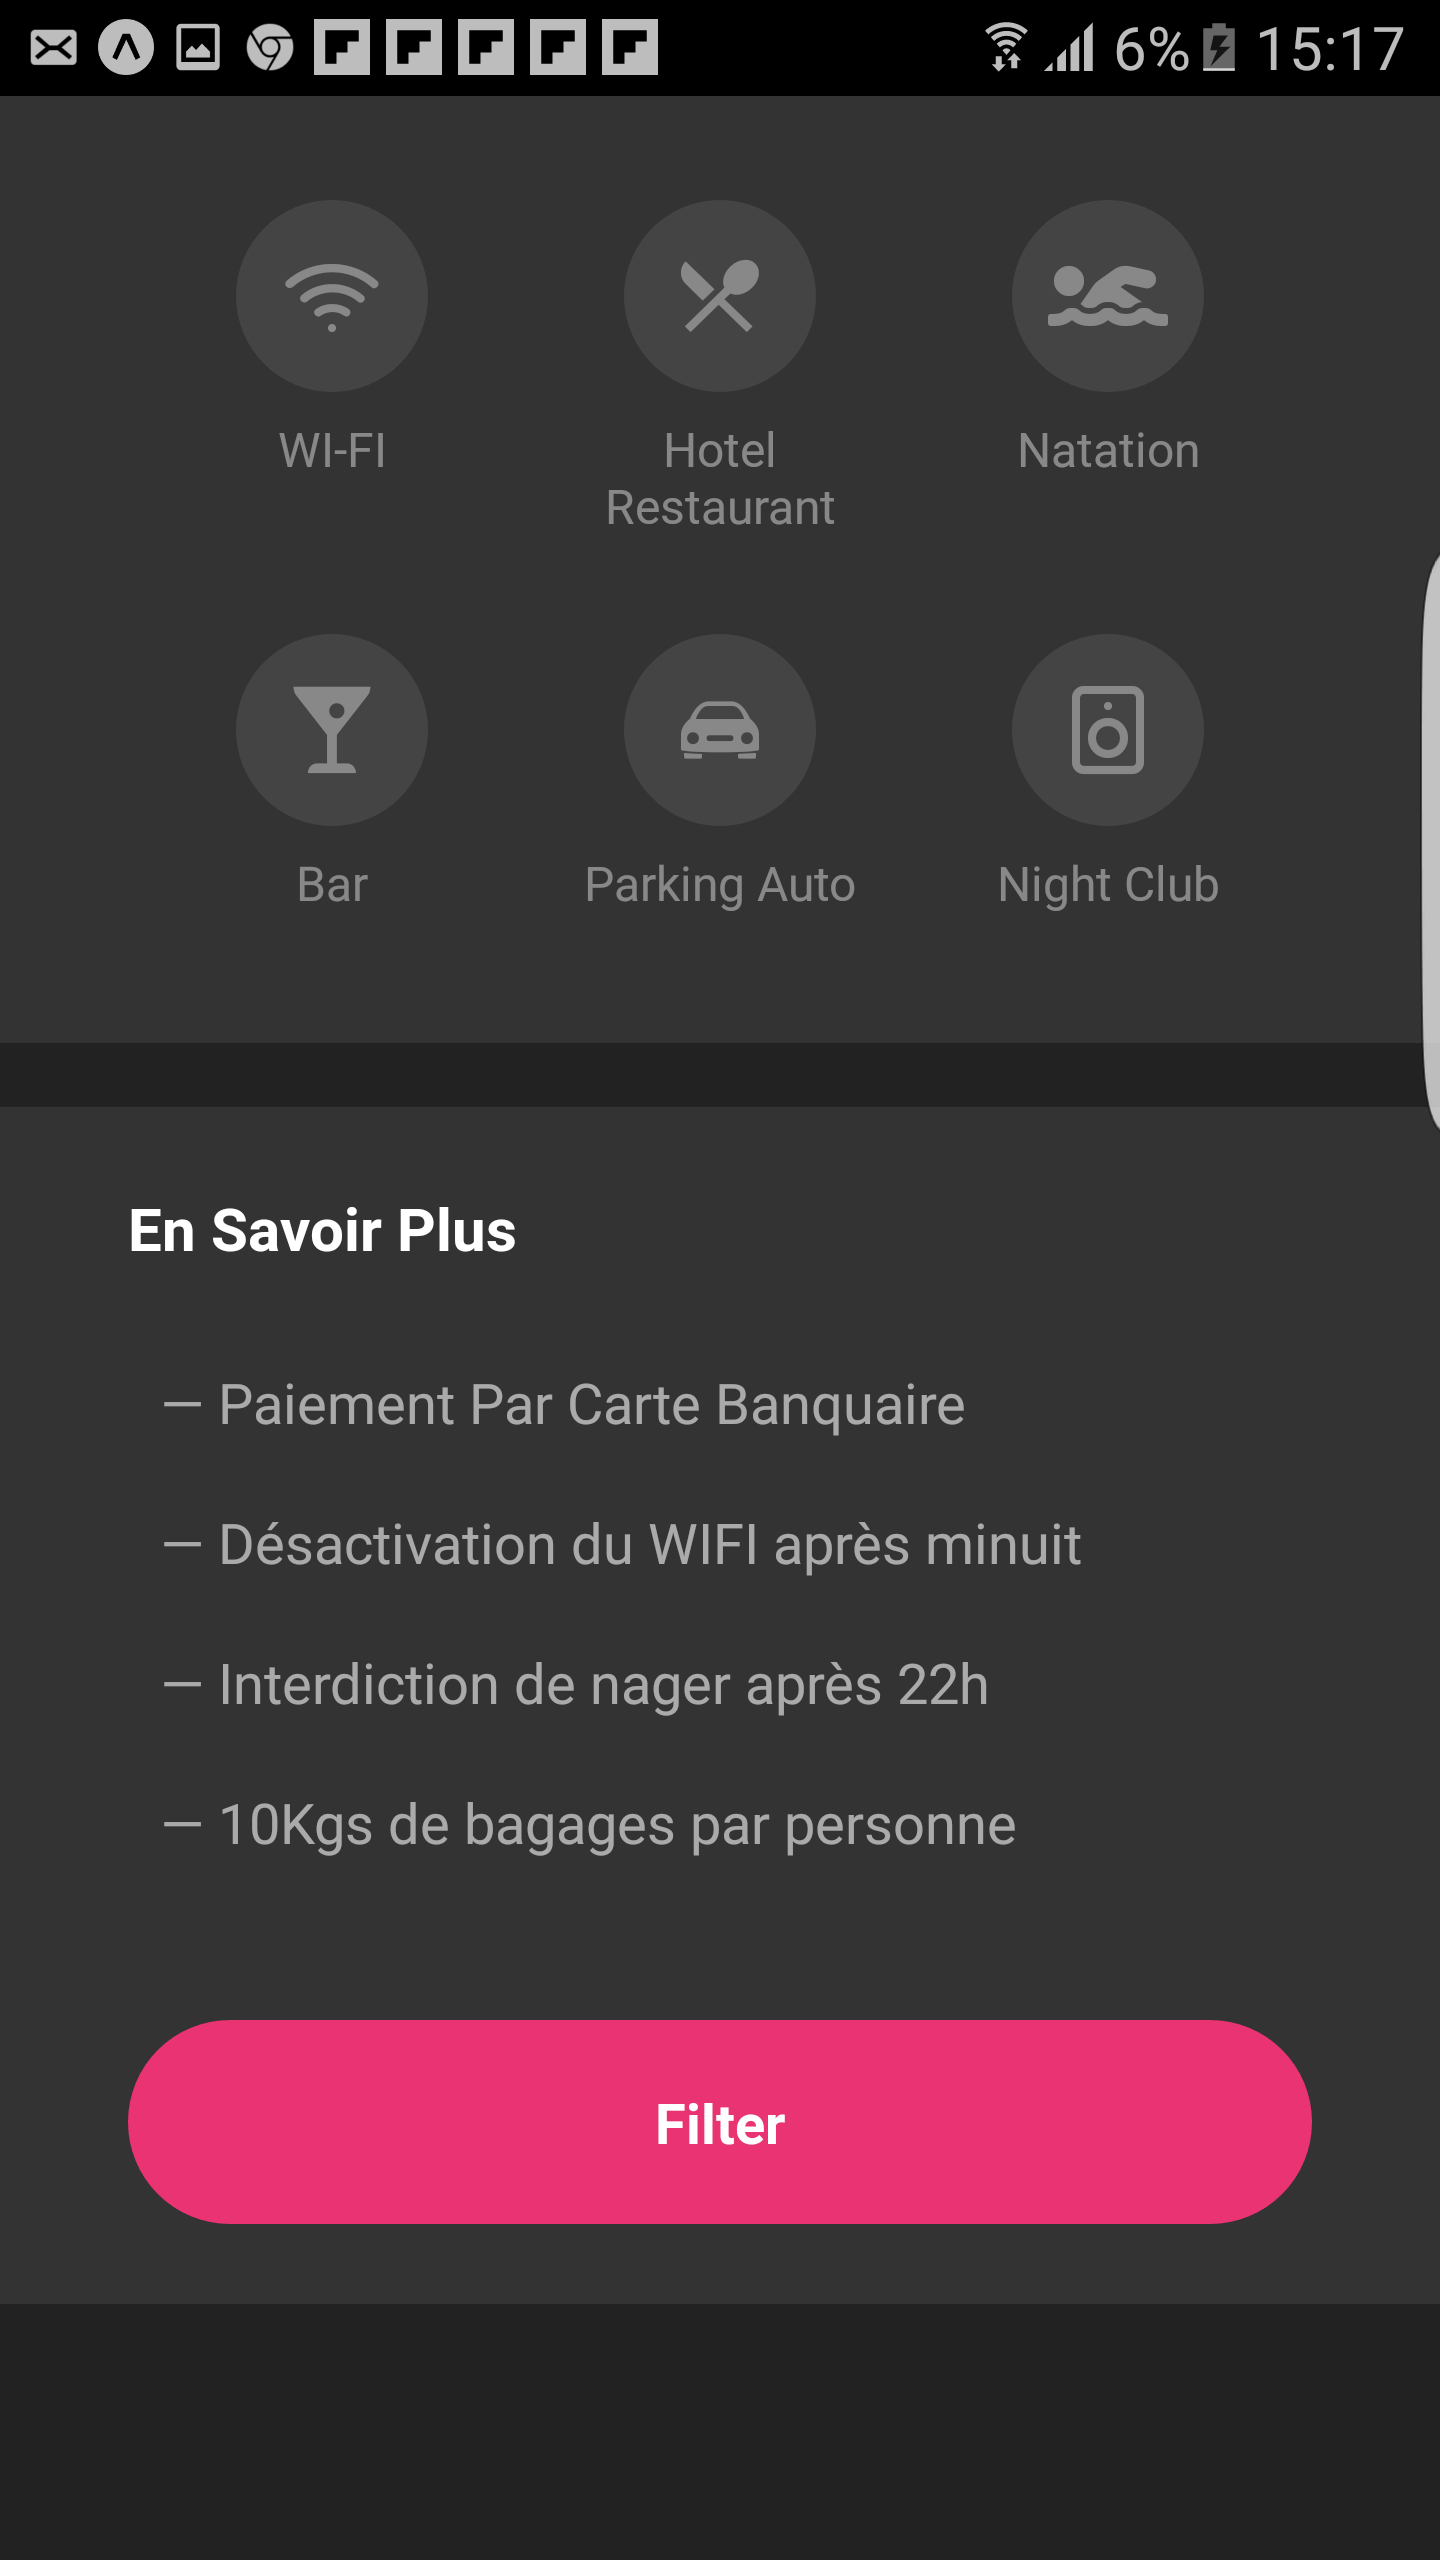 6% 15:17
WI-FI
Hotel
Restaurant
Natation
Bar
Parking Auto
Night Club
En Savoir Plus
— Paiement Par Carte Banquaire
— Désactivation du WIFI après minuit
— Interdiction de nager après 22h
— 10Kgs de bagages par personne
Filter